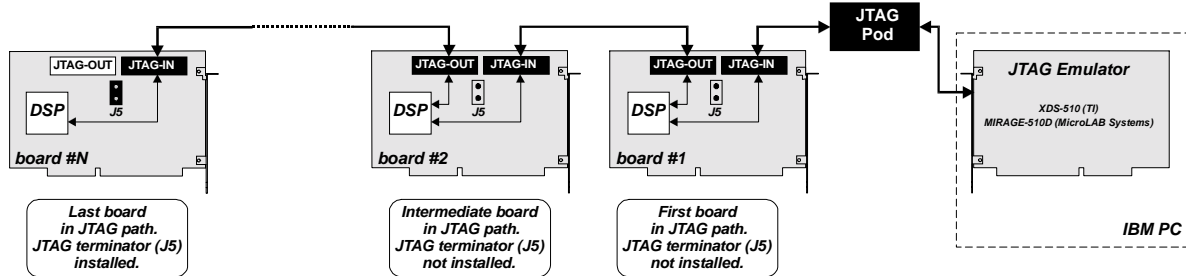 JTAG
Pod
JTAG-OUT
JTAG-IN
DSP
J5
board #N
JTAG-OUT
JTAG-IN
DSP
J5
board #2
JTAG-OUT
JTAG-IN
DSP
J5
board #1
JTAG Emulator
XDS-510 (TI)
MIRAGE-510D (MicroLAB Systems)
IBM PC
Last board
in JTAG path.
JTAG terminator (J5)
installed.
Intermediate board
in JTAG path.
JTAG terminator (J5)
not installed.
First board
in JTAG path.
JTAG terminator (J5)
not installed.